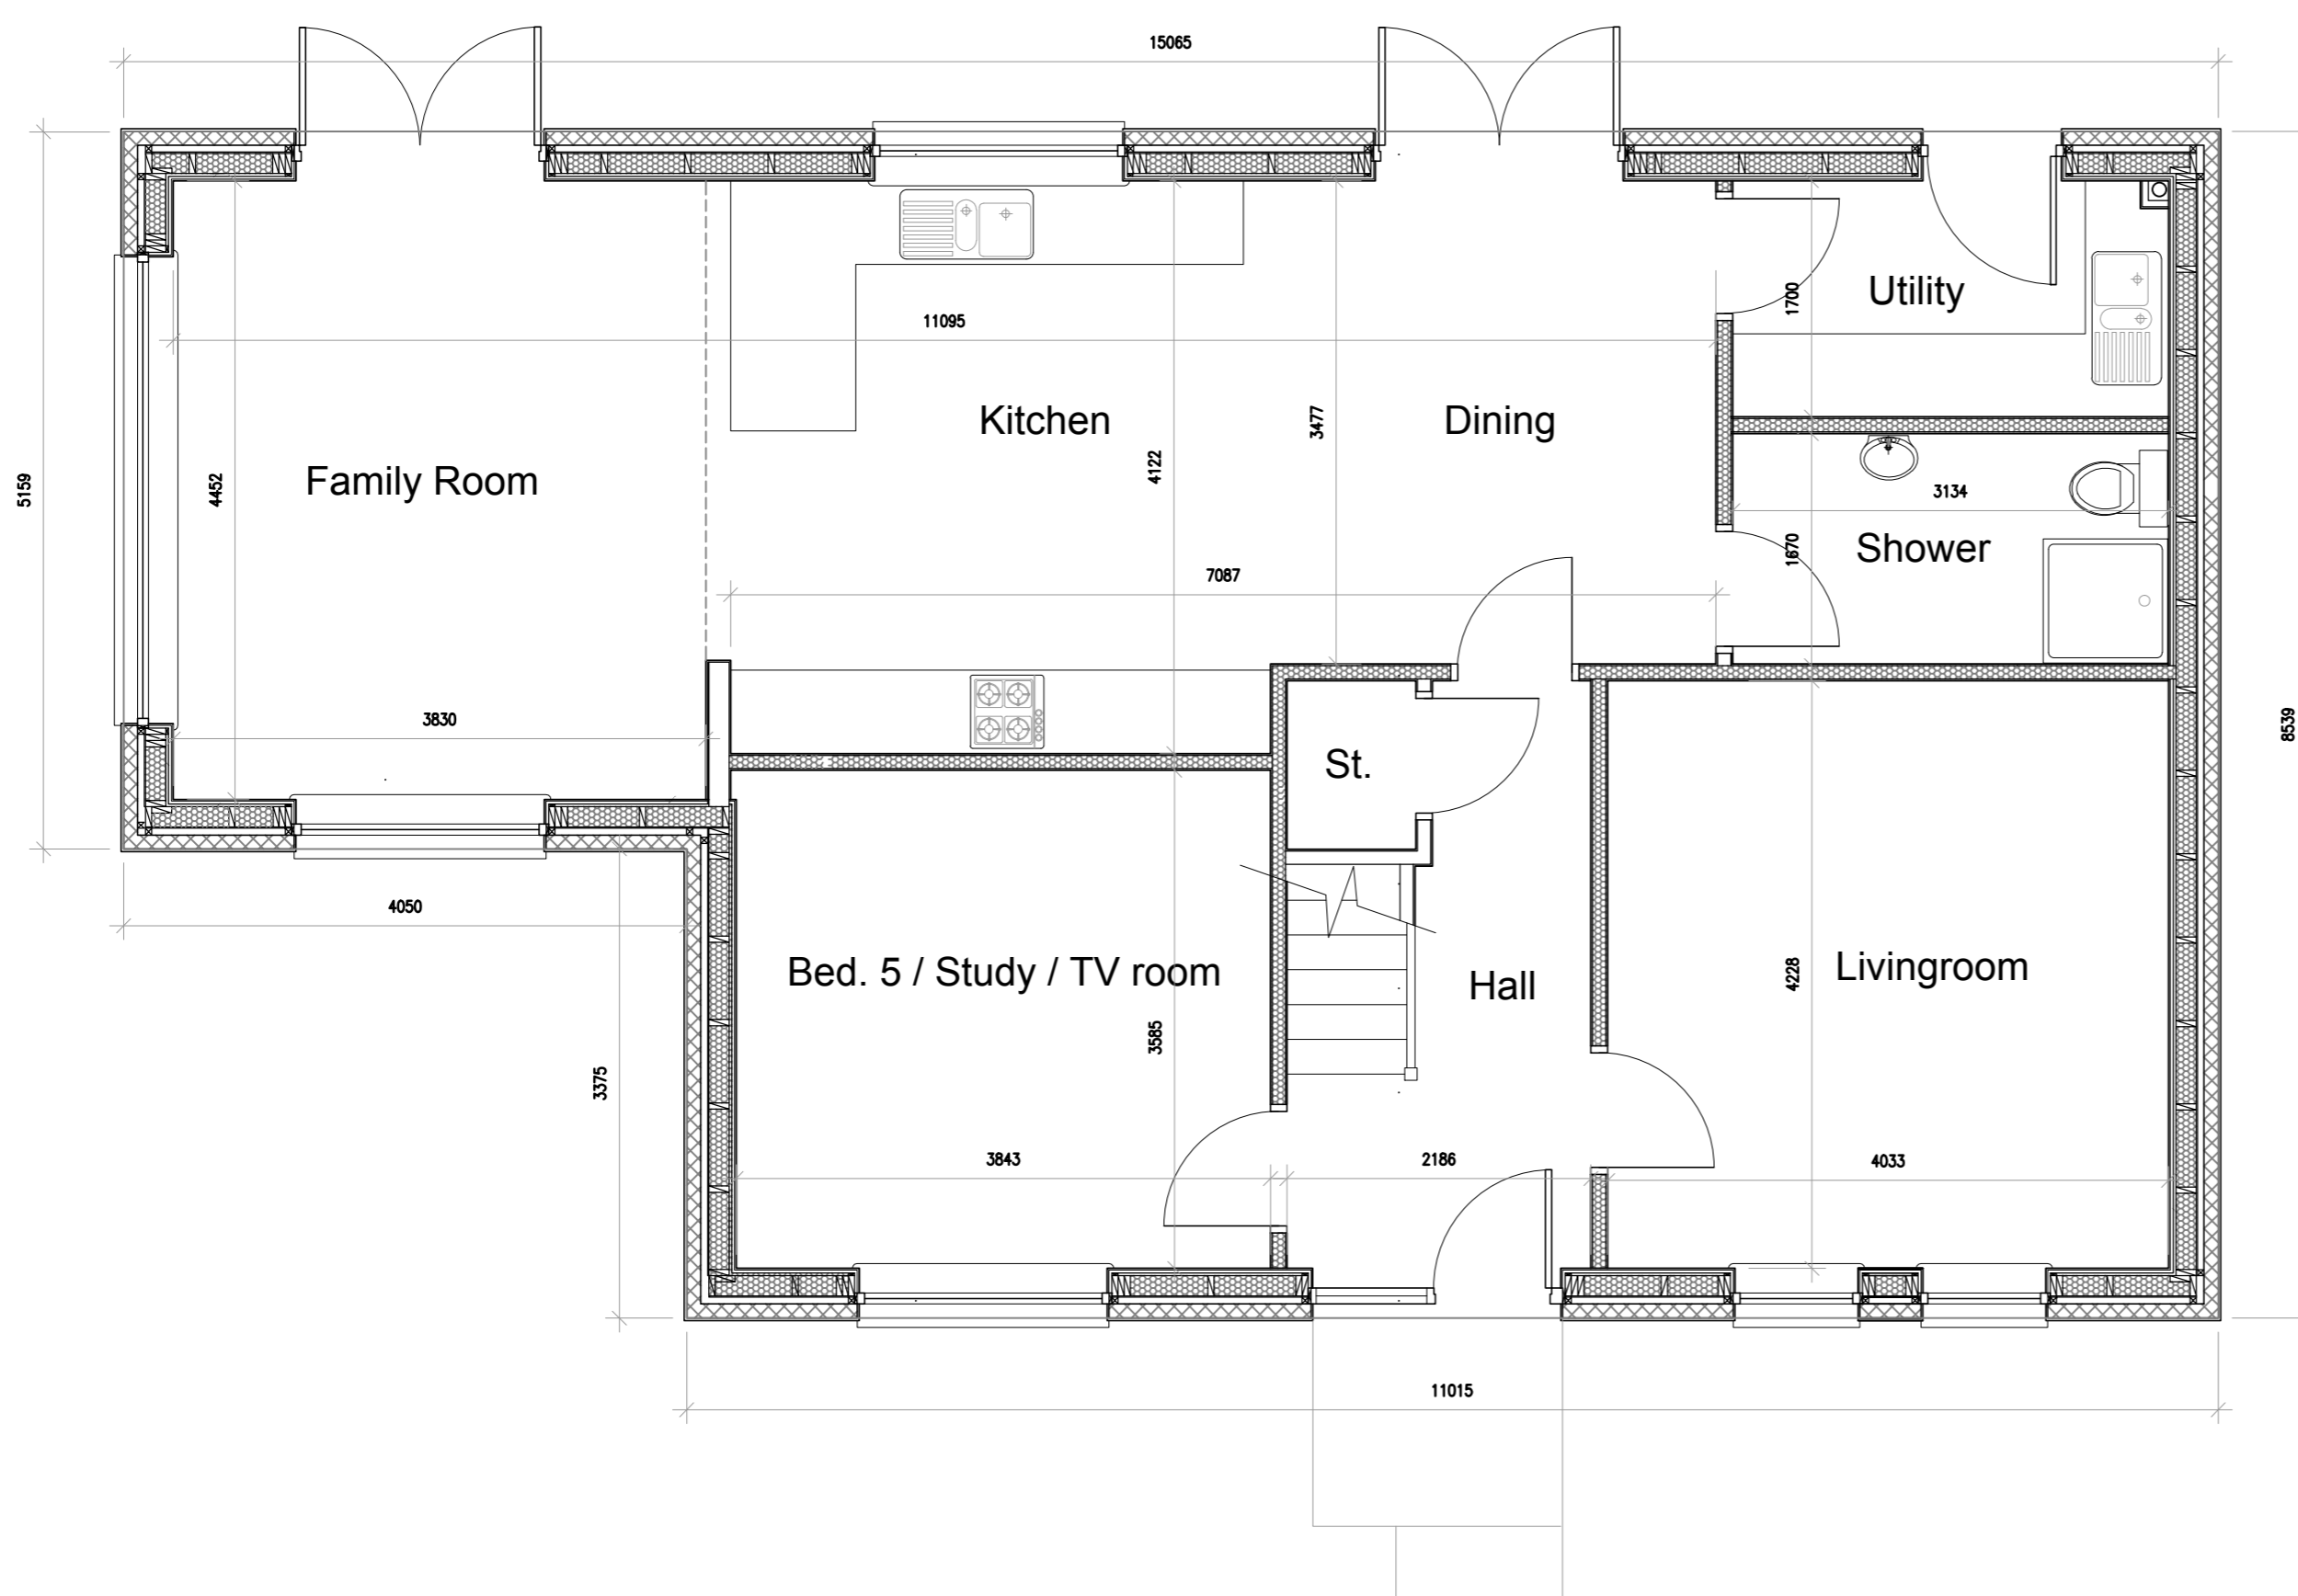 15065
Utility
1700
11095
Kitchen
Dining
3477
4122
Family Room
4452
5159
3134
Shower
1670
7087
3830
8539
St.
4050
Bed. 5 / Study / TV room
Hall
Livingroom
4228
3585
3375
3843
2186
4033
11015